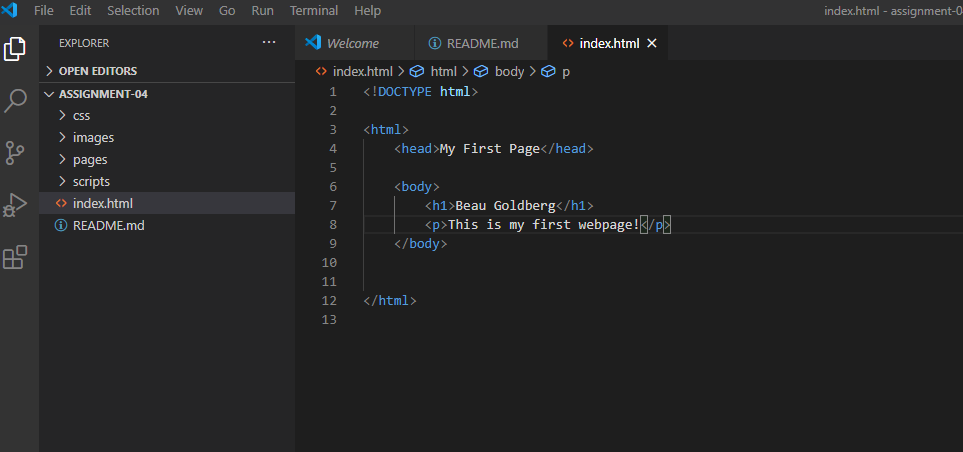 File Edit Selection View Go Run Terminal Help index.html - assignment-0
EXPLORER ...
OPEN EDITORS
ASSIGNMENT-04
css
images
pages
scripts
index.html
README.md
Welcome README.md index.html
index.html > html > body > p
1 <!DOCTYPE html>
2
3 <html>
4 <head>My First Page</head>
5
6 <body>
7 <h1>Beau Goldberg</h1>
8 <p>This is my first webpage!</p>
9 </body>
10
11
12 </html>
13